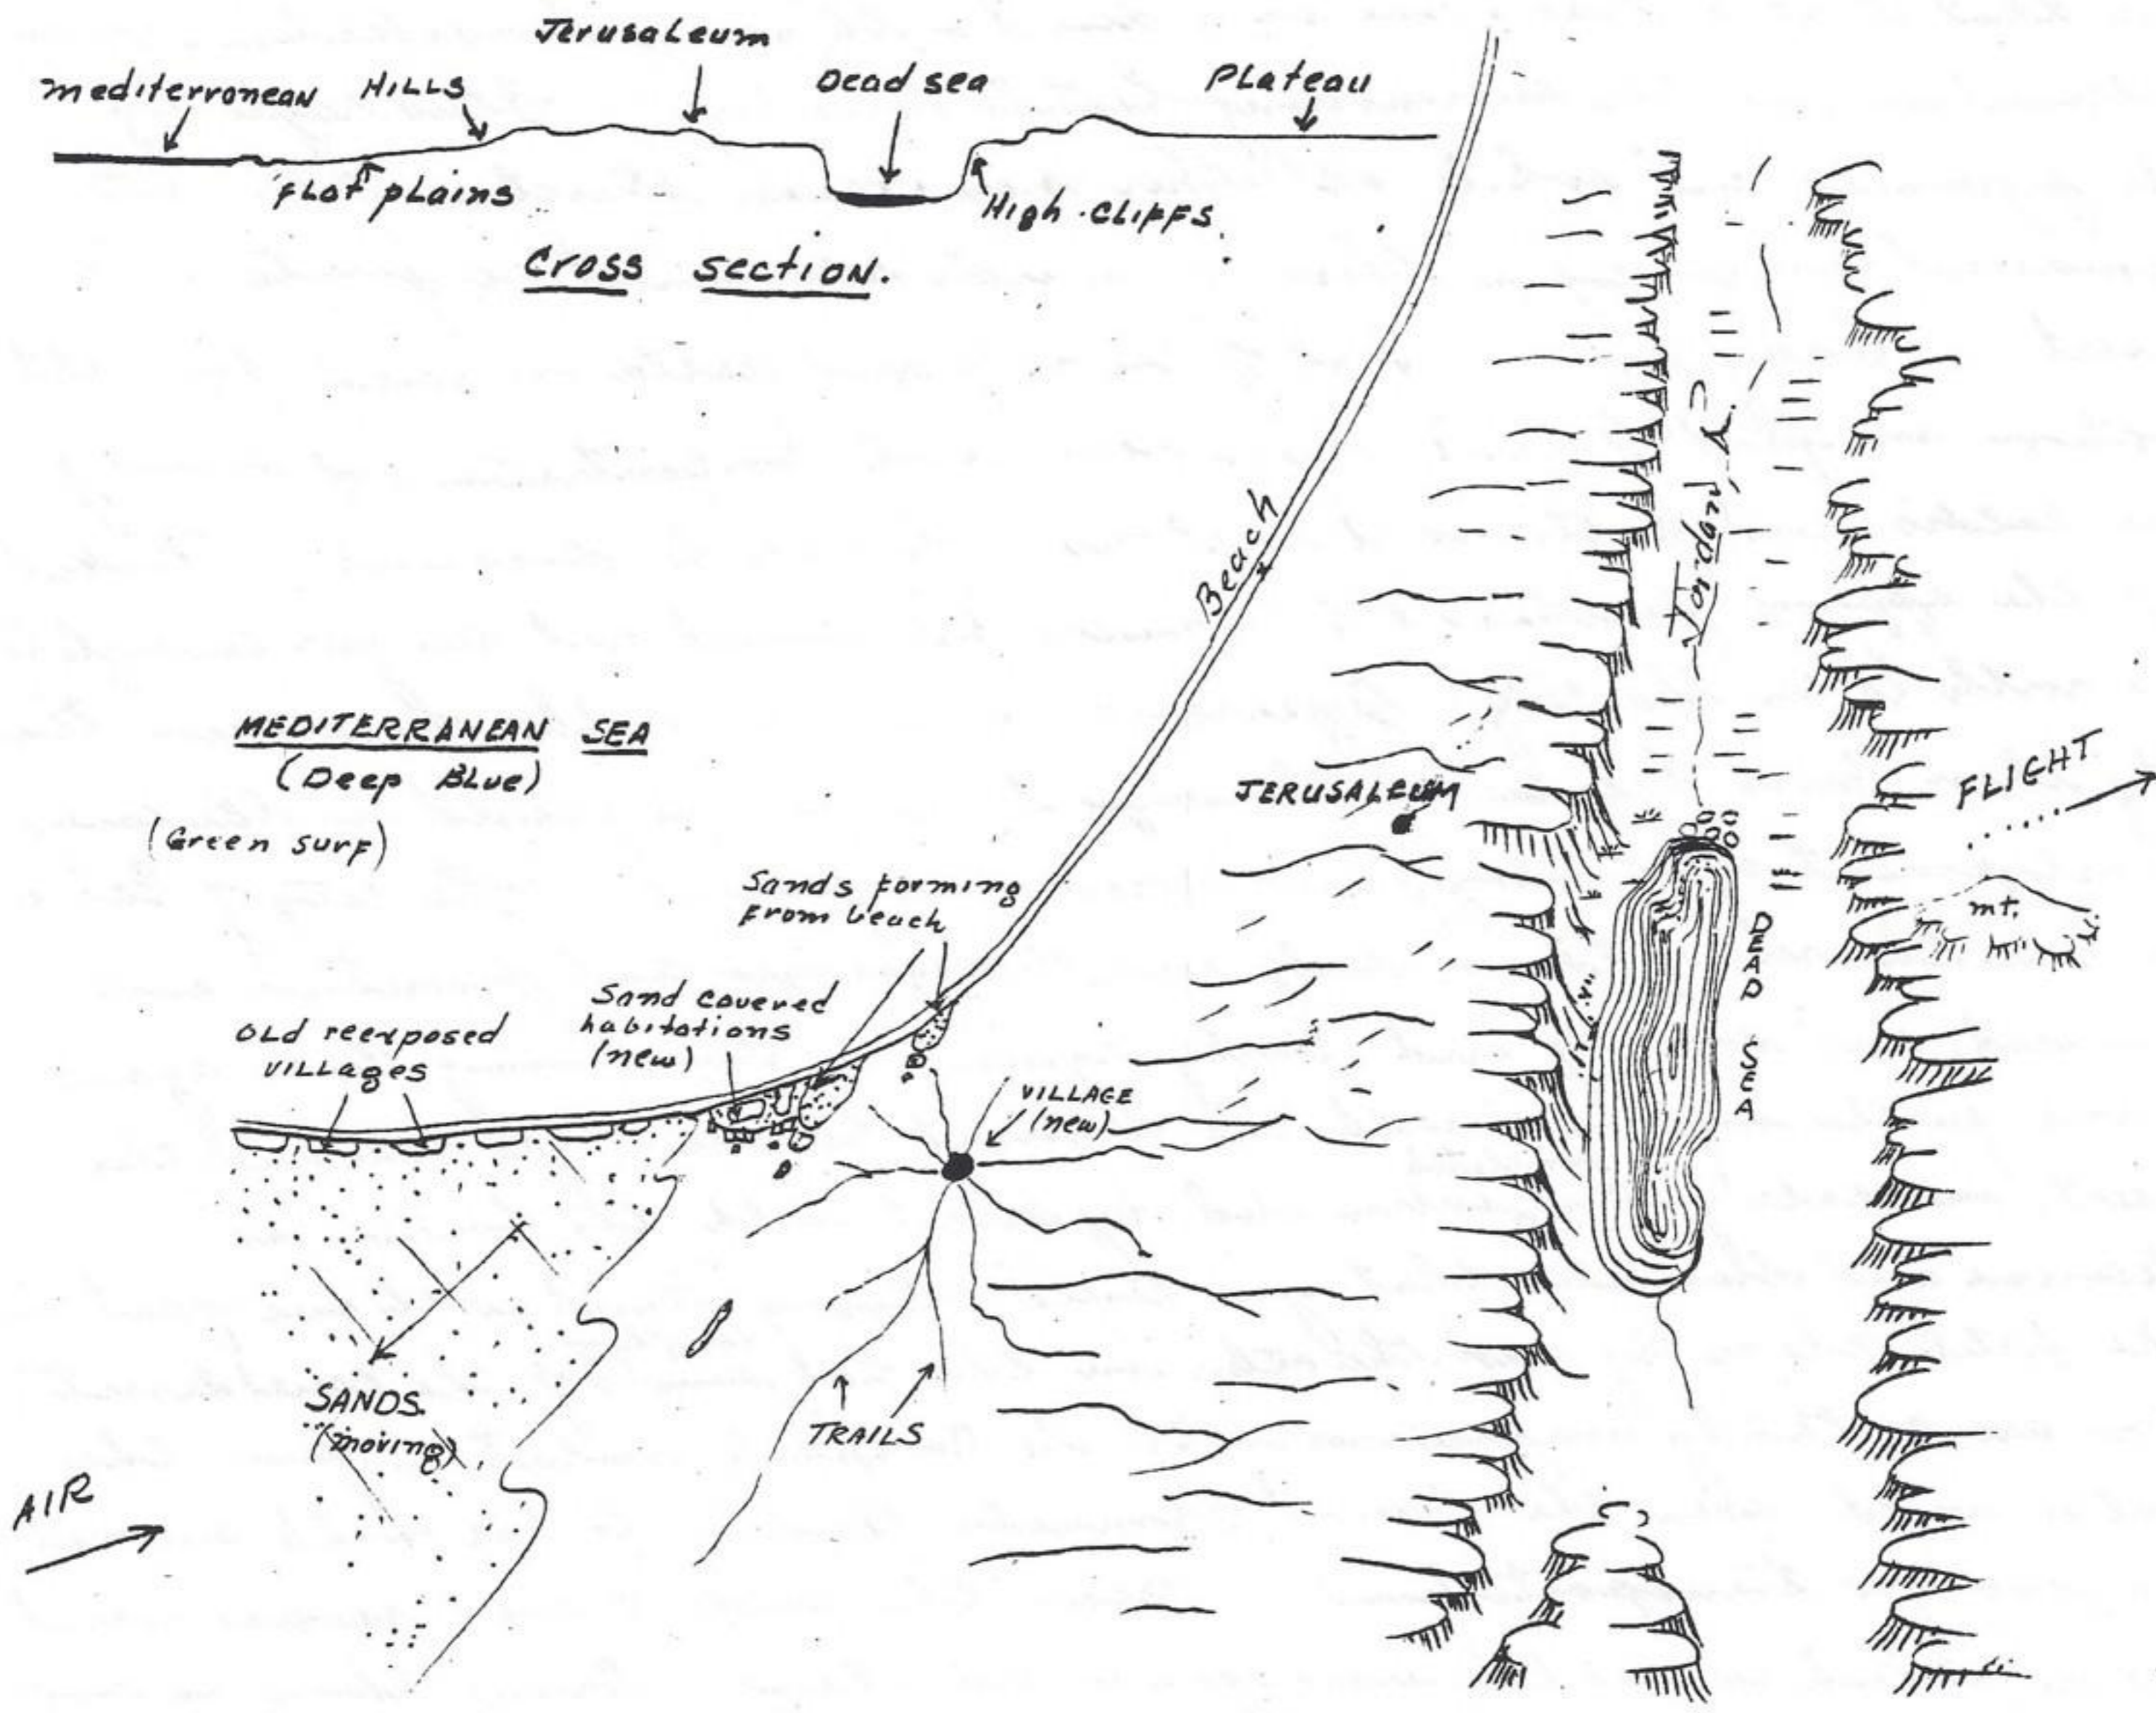 Jerusaleum
mediterronean
HILLS
Dead sea
PLateau
FLot pLains
High CLiFFS
Cross section.
Beach
Jordan
MEDITERRANEAN SEA
(Deep BLue)
(Green surf)
JERUSALEUM
FLIGHT
mt.
DEAD SEA
Sands forming
From beach
Sand covered
habitations
(new)
OLd reexposed
viLLages
VILLAGE
(new)
SANDS
(moving)
TRAILS
AIR